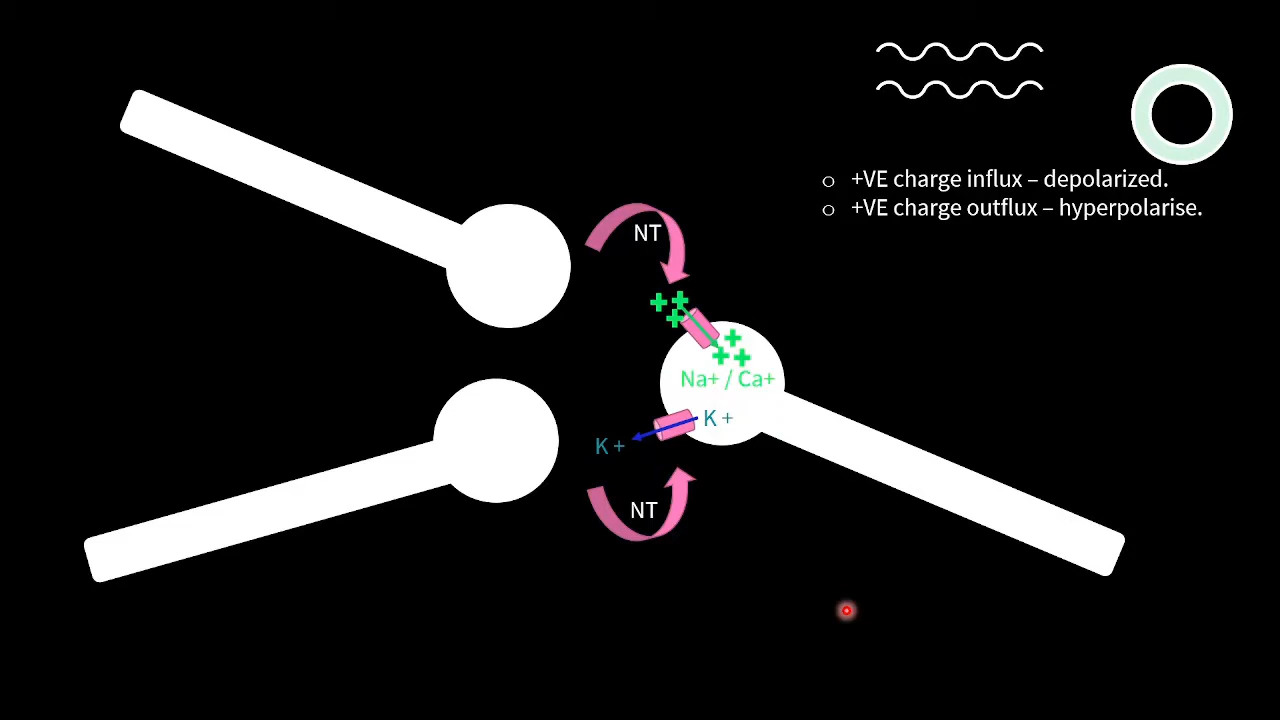 +VE charge influx – depolarized.
+VE charge outflux – hyperpolarise.
NT
Na+ / Ca+
K +
K +
NT